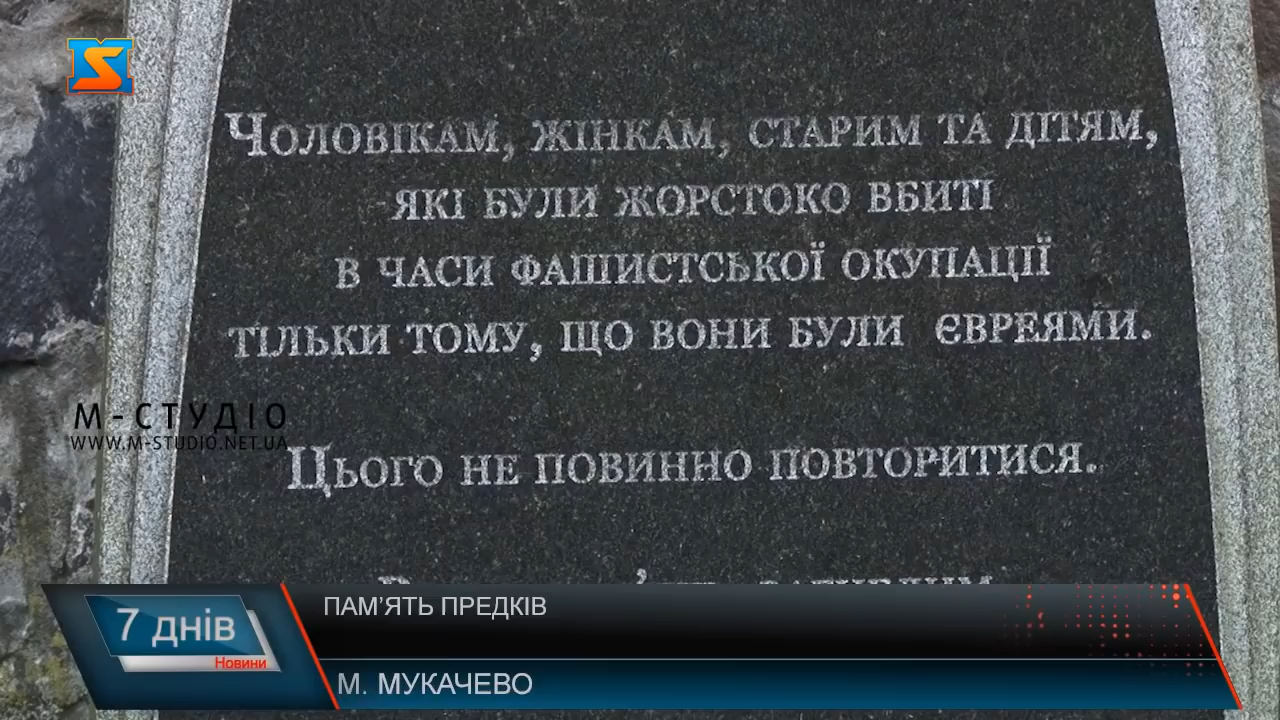 Чоловікам, жінкам, старим та дітям,
які були жорстоко вбиті
в часи фашистської окупації
тільки тому, що вони були євреями.
М-СТУДІО
WWW.M-STUDIO.NET.UA
Цього не повинно повторитися.
ПАМ’ЯТЬ ПРЕДКІВ
7 днів
Новини
М. МУКАЧЕВО